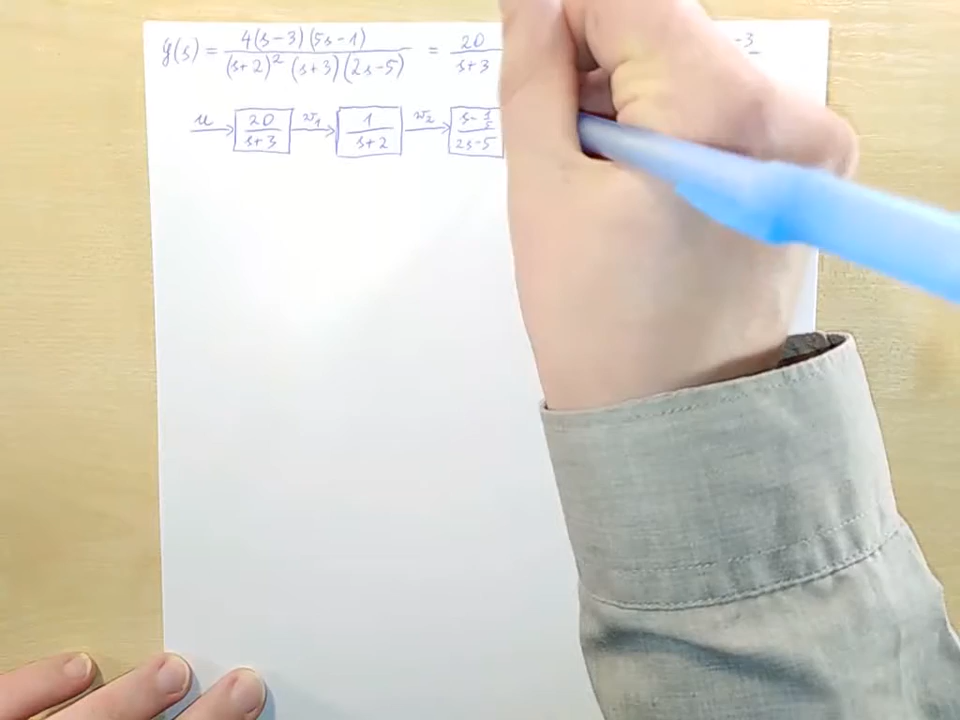 ĝ(s) = 4(s-3)(5s-1) / (s+2)² (s+3)(2s-5) = 20 / s+3 -3
u → 20 / s+3 w₁ → 1 / s+2 w₂ → s - 1/5 / 2s-5